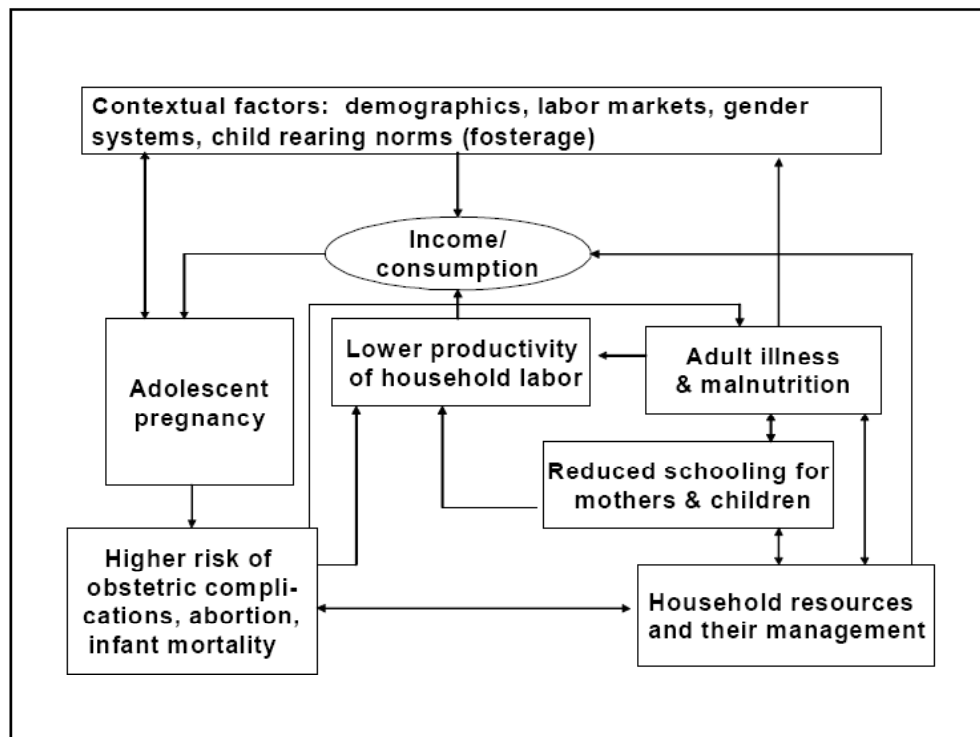 Contextual factors: demographics, labor markets, gender
systems, child rearing norms (fosterage)
Income/
consumption
Lower productivity
of household labor
Adult illness
& malnutrition
Adolescent
pregnancy
Reduced schooling for
mothers & children
Higher risk of
obstetric compli-
cations, abortion,
infant mortality
Household resources
and their management